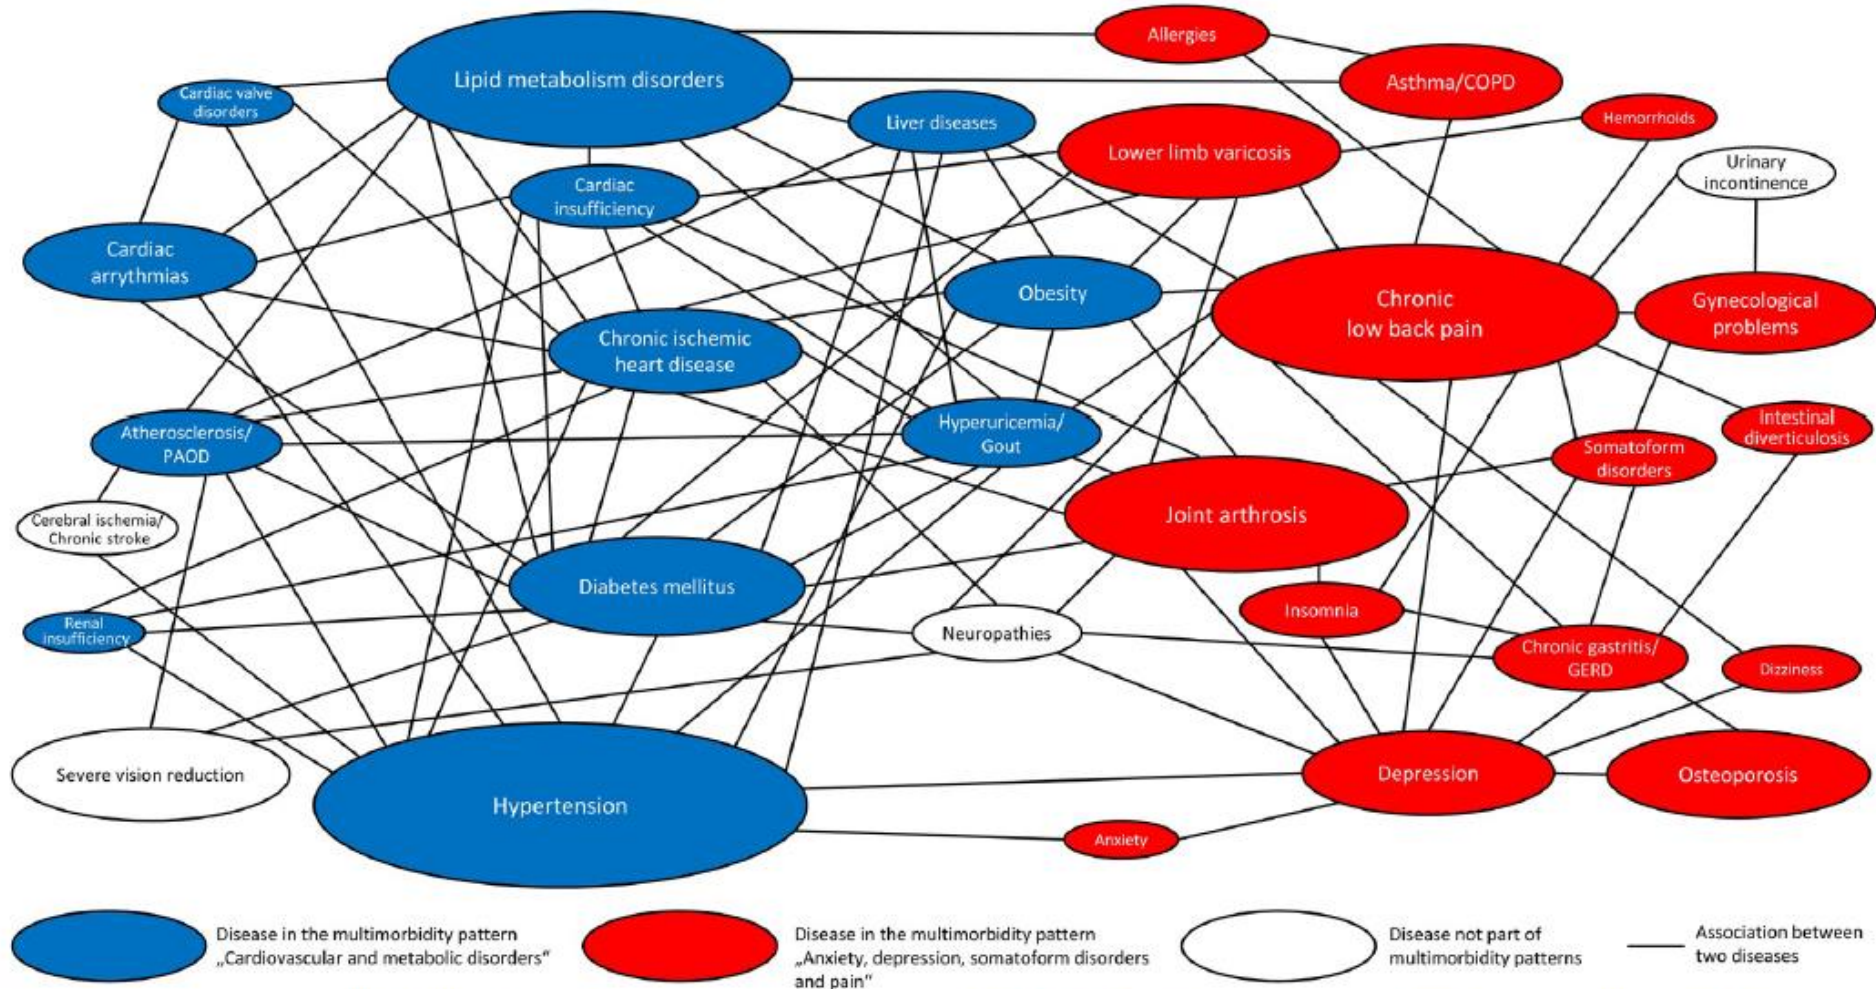 Lipid metabolism disorders
Allergies
Asthma/COPD
Cardiac valve
disorders
Liver diseases
Hemorrhoids
Lower limb varicosis
Urinary
incontinence
Cardiac
insufficiency
Cardiac
arrythmias
Obesity
Chronic
low back pain
Gynecological
problems
Chronic ischemic
heart disease
Atherosclerosis/
PAOD
Hyperuricemia/
Gout
Intestinal
diverticulosis
Somatoform
disorders
Cerebral ischemia/
Chronic stroke
Joint arthrosis
Diabetes mellitus
Insomnia
Renal
insufficiency
Neuropathies
Chronic gastritis/
GERD
Dizziness
Severe vision reduction
Hypertension
Depression
Osteoporosis
Anxiety
Disease in the multimorbidity pattern
„Cardiovascular and metabolic disorders“
Disease in the multimorbidity pattern
„Anxiety, depression, somatoform disorders
and pain“
Disease not part of
multimorbidity patterns
Association between
two diseases